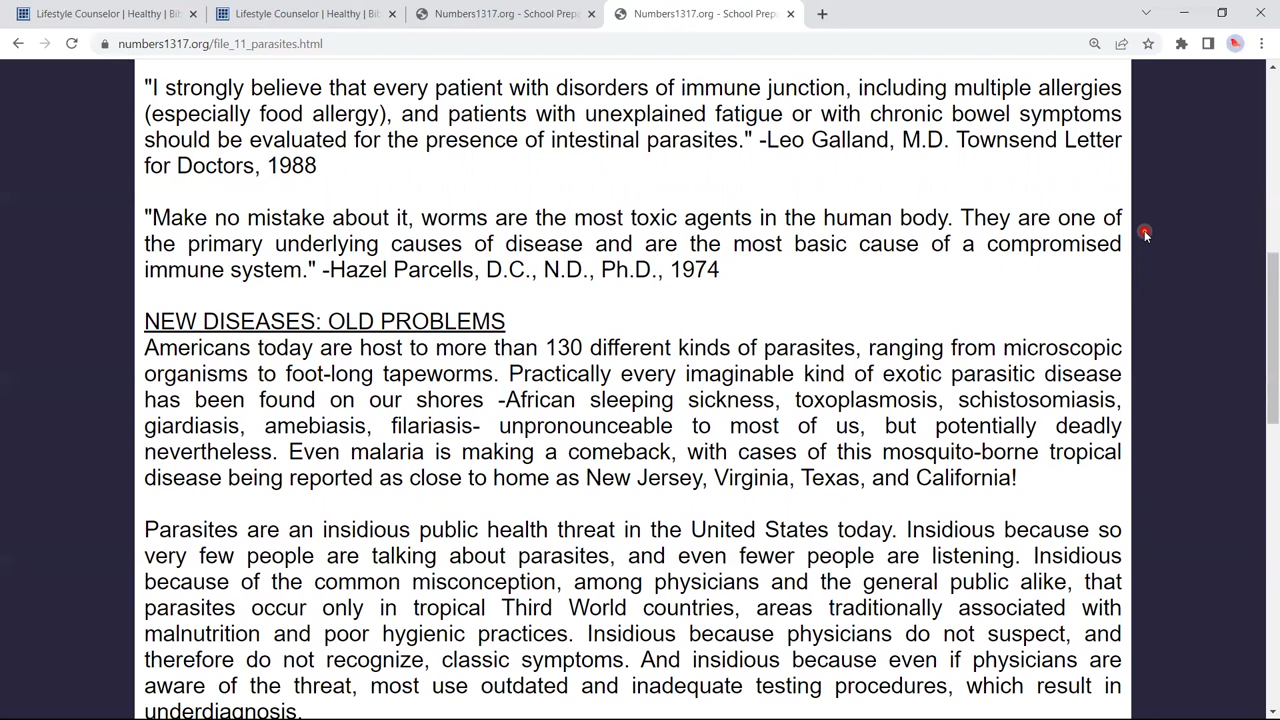 Lifestyle Counselor | Healthy | Bib
Lifestyle Counselor | Healthy | Bib
Numbers1317.org - School Prep
Numbers1317.org - School Prep
numbers1317.org/file_11_parasites.html
"I strongly believe that every patient with disorders of immune junction, including multiple allergies
(especially food allergy), and patients with unexplained fatigue or with chronic bowel symptoms
should be evaluated for the presence of intestinal parasites." -Leo Galland, M.D. Townsend Letter
for Doctors, 1988
"Make no mistake about it, worms are the most toxic agents in the human body. They are one of
the primary underlying causes of disease and are the most basic cause of a compromised
immune system." -Hazel Parcells, D.C., N.D., Ph.D., 1974
NEW DISEASES: OLD PROBLEMS
Americans today are host to more than 130 different kinds of parasites, ranging from microscopic
organisms to foot-long tapeworms. Practically every imaginable kind of exotic parasitic disease
has been found on our shores -African sleeping sickness, toxoplasmosis, schistosomiasis,
giardiasis, amebiasis, filariasis- unpronounceable to most of us, but potentially deadly
nevertheless. Even malaria is making a comeback, with cases of this mosquito-borne tropical
disease being reported as close to home as New Jersey, Virginia, Texas, and California!
Parasites are an insidious public health threat in the United States today. Insidious because so
very few people are talking about parasites, and even fewer people are listening. Insidious
because of the common misconception, among physicians and the general public alike, that
parasites occur only in tropical Third World countries, areas traditionally associated with
malnutrition and poor hygienic practices. Insidious because physicians do not suspect, and
therefore do not recognize, classic symptoms. And insidious because even if physicians are
aware of the threat, most use outdated and inadequate testing procedures, which result in
underdiagnosis.